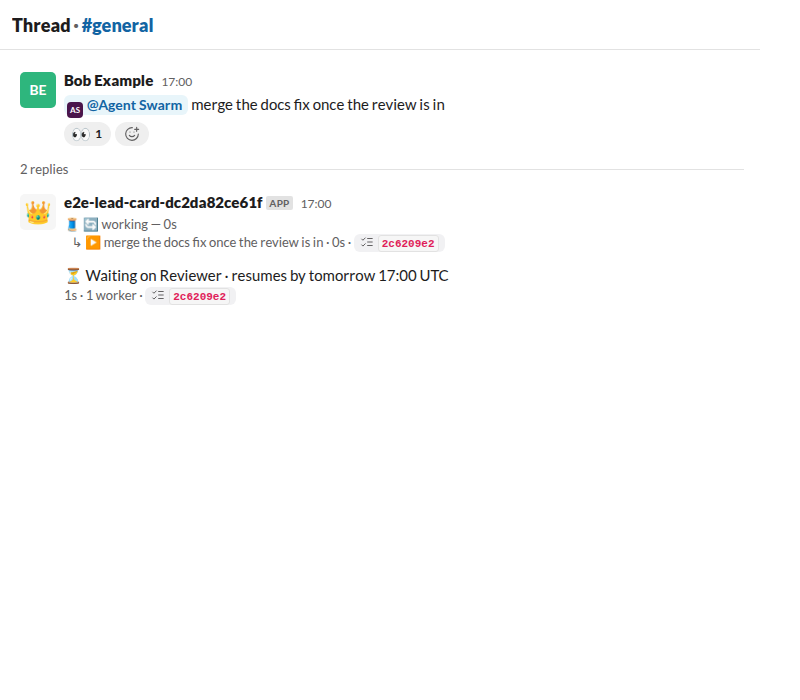 Thread · #general
BE
Bob Example 17:00
AS @Agent Swarm merge the docs fix once the review is in
👀 1
2 replies
e2e-lead-card-dc2da82ce61f APP 17:00
🧵 🔄 working — 0s
↳ ▶️ merge the docs fix once the review is in · 0s · 2c6209e2
⏳ Waiting on Reviewer · resumes by tomorrow 17:00 UTC
1s · 1 worker · 2c6209e2